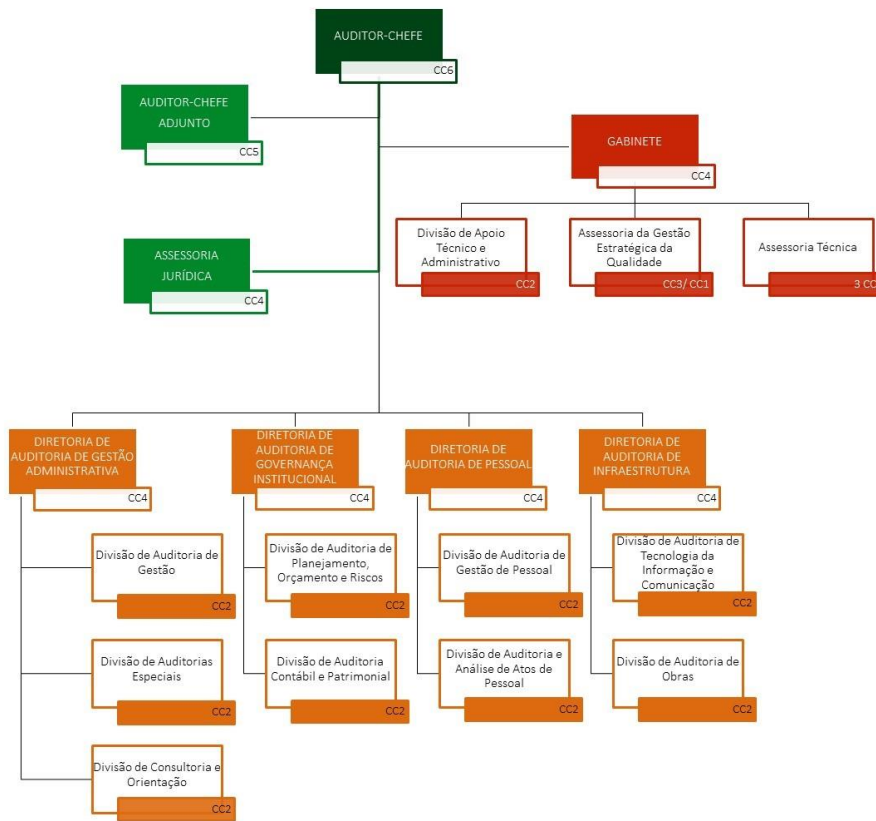 AUDITOR-CHEFE
CC6
AUDITOR-CHEFE
ADJUNTO
CC5
GABINETE
CC4
Divisão de Apoio
Técnico e
Administrativo
CC2
Assessoria da Gestão
Estratégica da
Qualidade
CC3/ CC1
Assessoria Técnica
3 CC
ASSESSORIA
JURÍDICA
CC4
DIRETORIA DE
AUDITORIA DE GESTÃO
ADMINISTRATIVA
CC4
DIRETORIA DE
AUDITORIA DE
GOVERNANÇA
INSTITUCIONAL
CC4
DIRETORIA DE
AUDITORIA DE PESSOAL
CC4
DIRETORIA DE
AUDITORIA DE
INFRAESTRUTURA
CC4
Divisão de Auditoria de
Gestão
CC2
Divisão de Auditoria de
Planejamento,
Orçamento e Riscos
CC2
Divisão de Auditoria de
Gestão de Pessoal
CC2
Divisão de Auditoria de
Tecnologia da
Informação e
Comunicação
CC2
Divisão de Auditorias
Especiais
CC2
Divisão de Auditoria
Contábil e Patrimonial
CC2
Divisão de Auditoria e
Análise de Atos de
Pessoal
CC2
Divisão de Auditoria de
Obras
CC2
Divisão de Consultoria e
Orientação
CC2